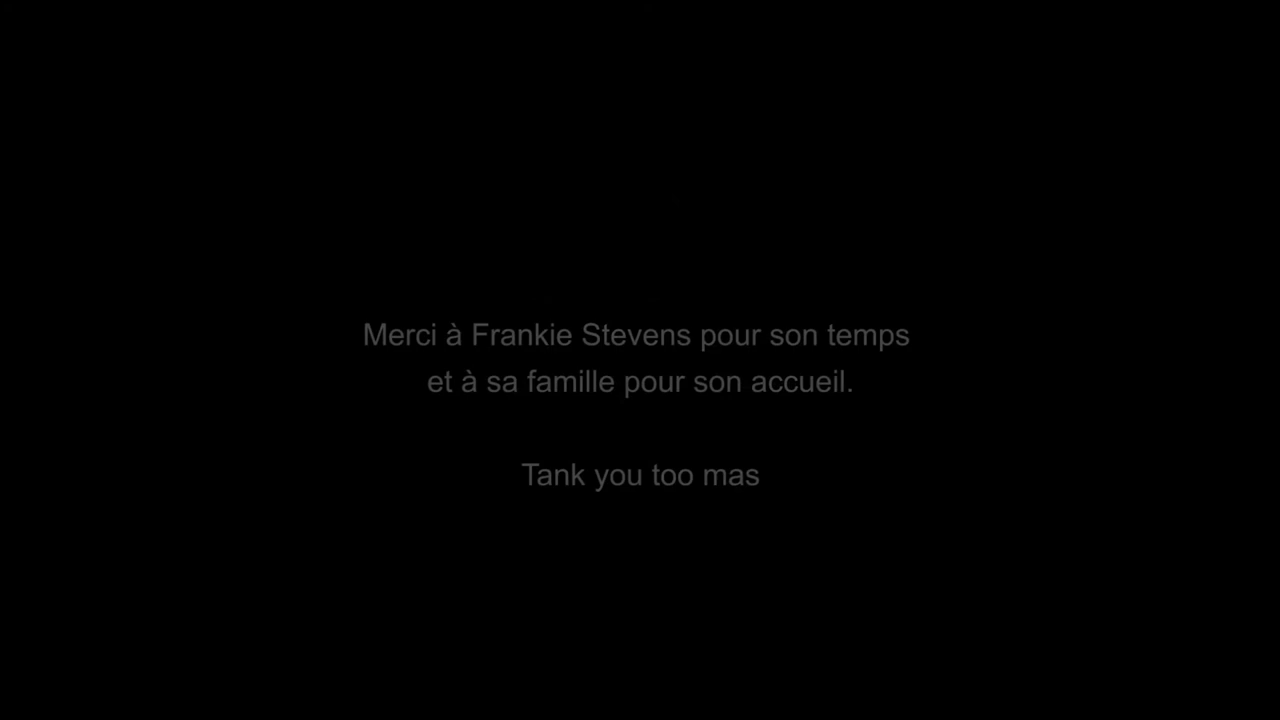 Merci à Frankie Stevens pour son temps
et à sa famille pour son accueil.
Tank you too mas